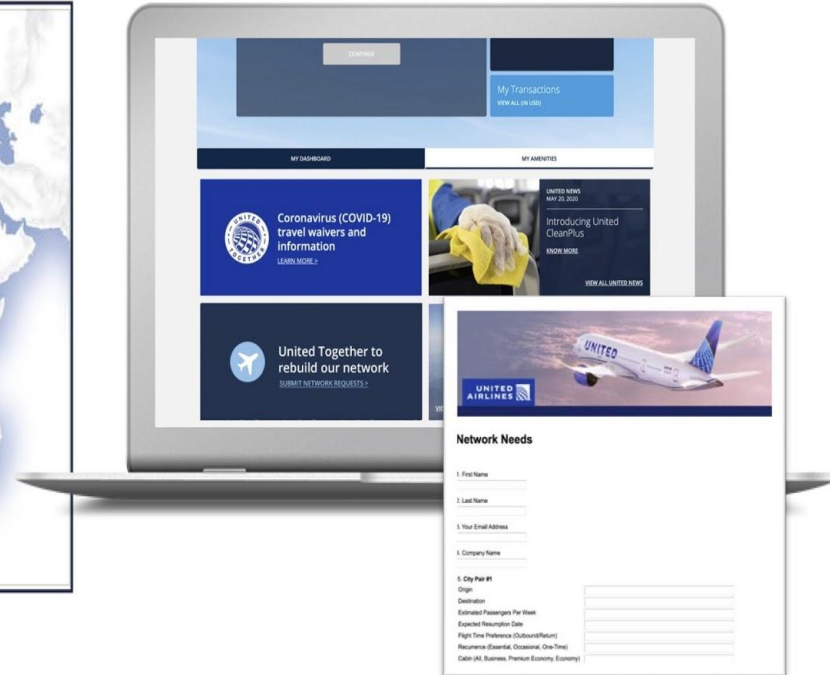 CONTINUE
My Transactions
VIEW ALL (IN USD)
MY DASHBOARD
MY AMENITIES
UNITED TOGETHER
Coronavirus (COVID-19)
travel waivers and
information
LEARN MORE >
UNITED NEWS
MAY 20, 2020
Introducing United
CleanPlus
KNOW MORE
VIEW ALL UNITED NEWS
United Together to
rebuild our network
SUBMIT NETWORK REQUESTS >
UNITED
UNITED
AIRLINES
Network Needs
1. First Name
2. Last Name
3. Your Email Address
4. Company Name
5. City Pair #1
Origin
Destination
Estimated Passengers Per Week
Expected Resumption Date
Flight Time Preference (Outbound/Return)
Recurrence (Essential, Occasional, One-Time)
Cabin (All, Business, Premium Economy, Economy)